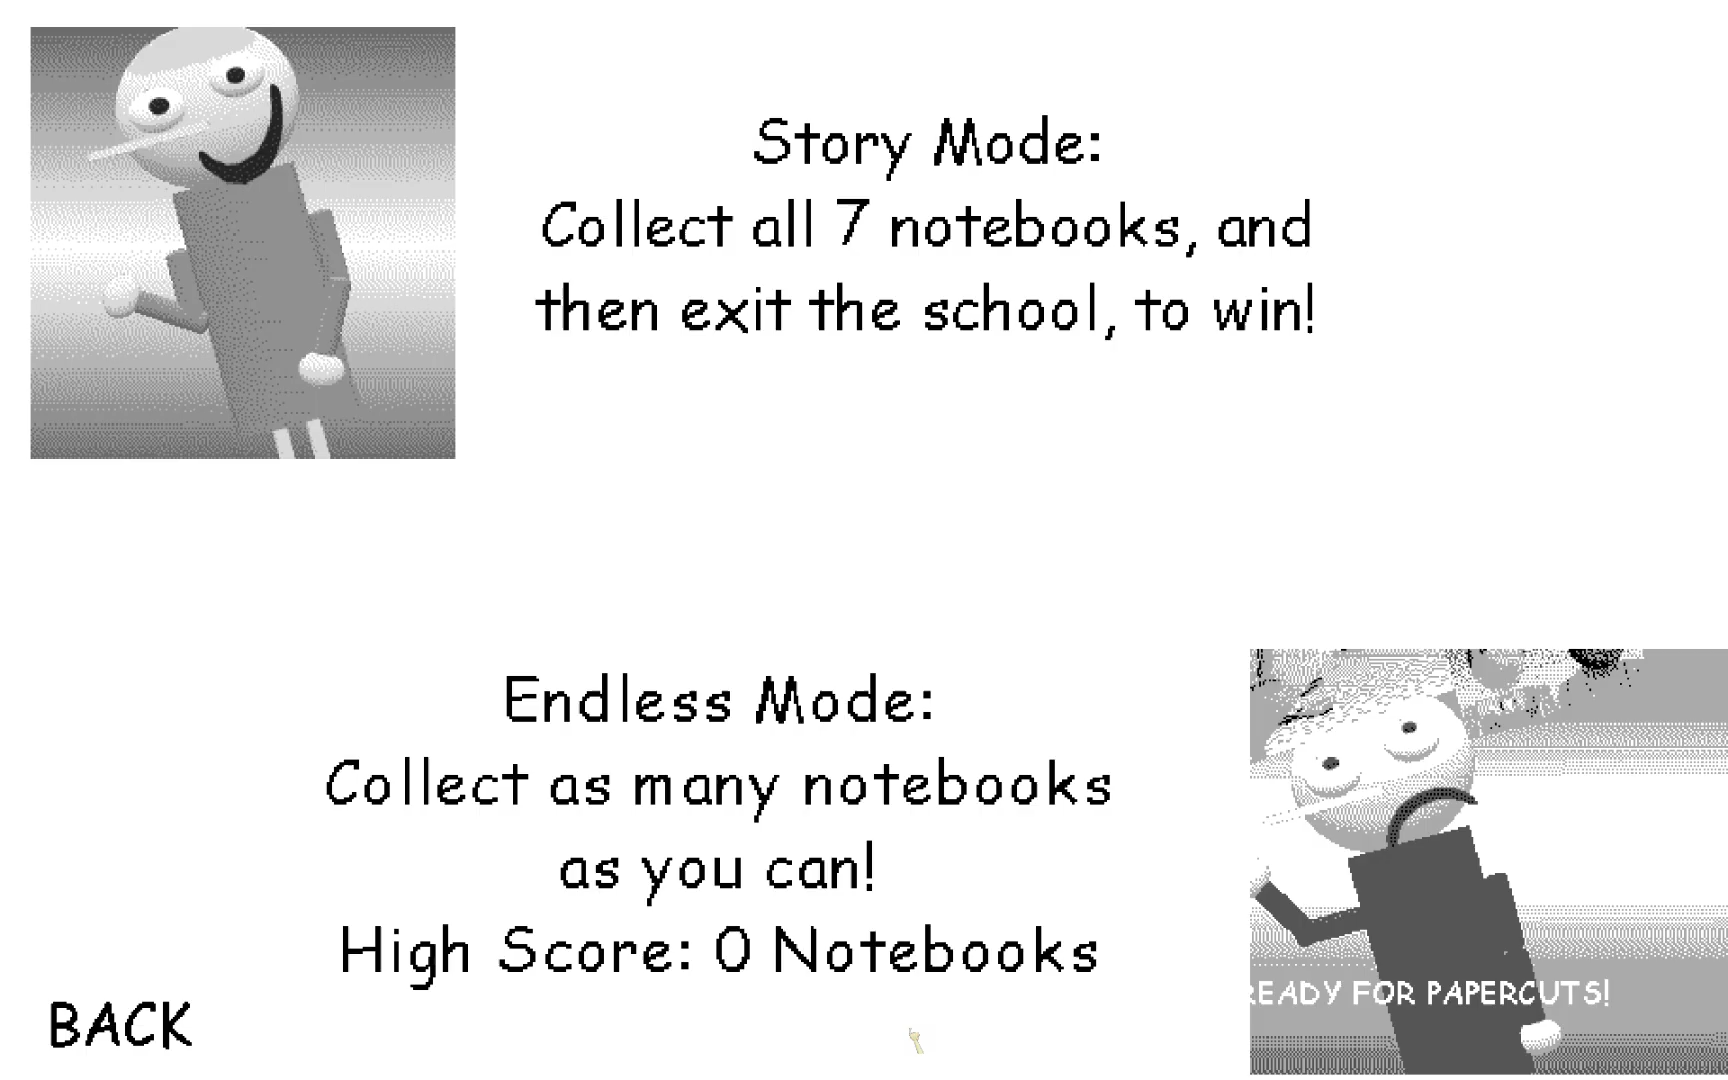 Story Mode:
Collect all 7 notebooks, and
then exit the school, to win!
Endless Mode:
Collect as many notebooks
as you can!
High Score: 0 Notebooks
READY FOR PAPERCUTS!
BACK